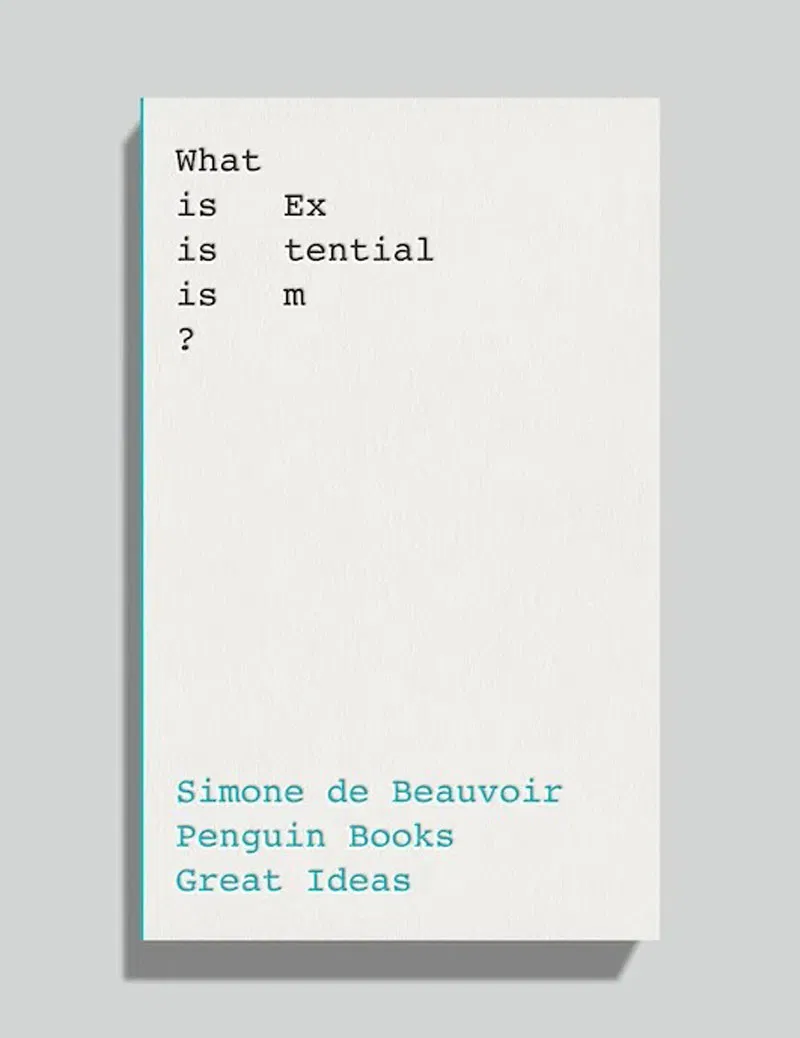 What
is   Ex
is   tential
is   m
?
Simone de Beauvoir
Penguin Books
Great Ideas